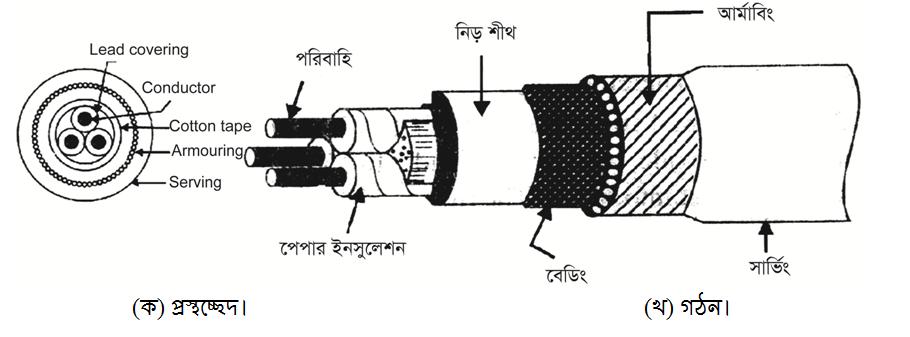 Lead covering
Conductor
Cotton tape
Armouring
Serving
পরিবাহি
নিড় শীথ
আর্মাবিং
পেপার ইনসুলেশন
বেডিং
সার্ভিং
(ক) প্রস্থচ্ছেদ।
(খ) গঠন।